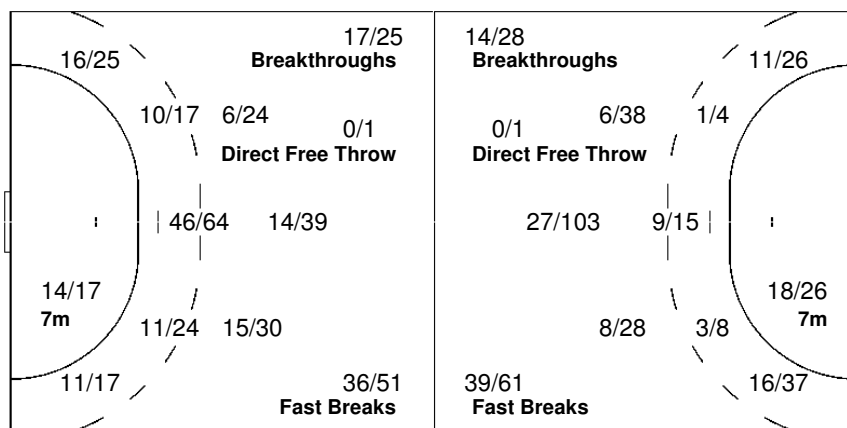 17/25 14/28
16/25 Breakthroughs Breakthroughs 11/26
10/17 6/24 6/38 1/4
0/1 0/1
Direct Free Throw Direct Free Throw
46/64 14/39 27/103 9/15
14/17 18/26
7m 7m
11/24 15/30 8/28 3/8
11/17 36/51 39/61 16/37
Fast Breaks Fast Breaks